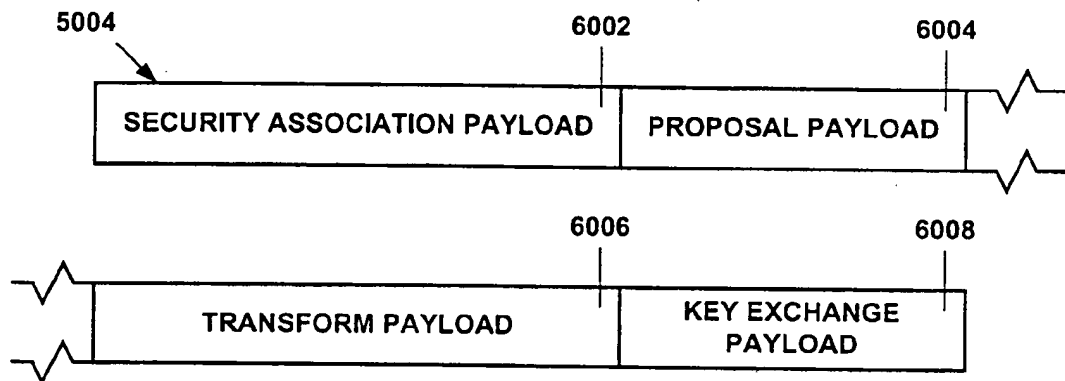 5004
6002
6004
SECURITY ASSOCIATION PAYLOAD
PROPOSAL PAYLOAD
6006
6008
TRANSFORM PAYLOAD
KEY EXCHANGE
PAYLOAD